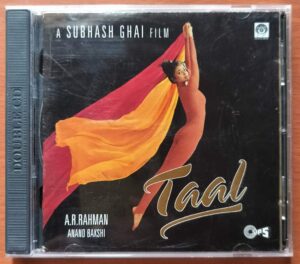 A SUBHASH GHAI FILM
DOUBLE CD
Taal
A.R.RAHMAN
ANAND BAKSHI
Tips